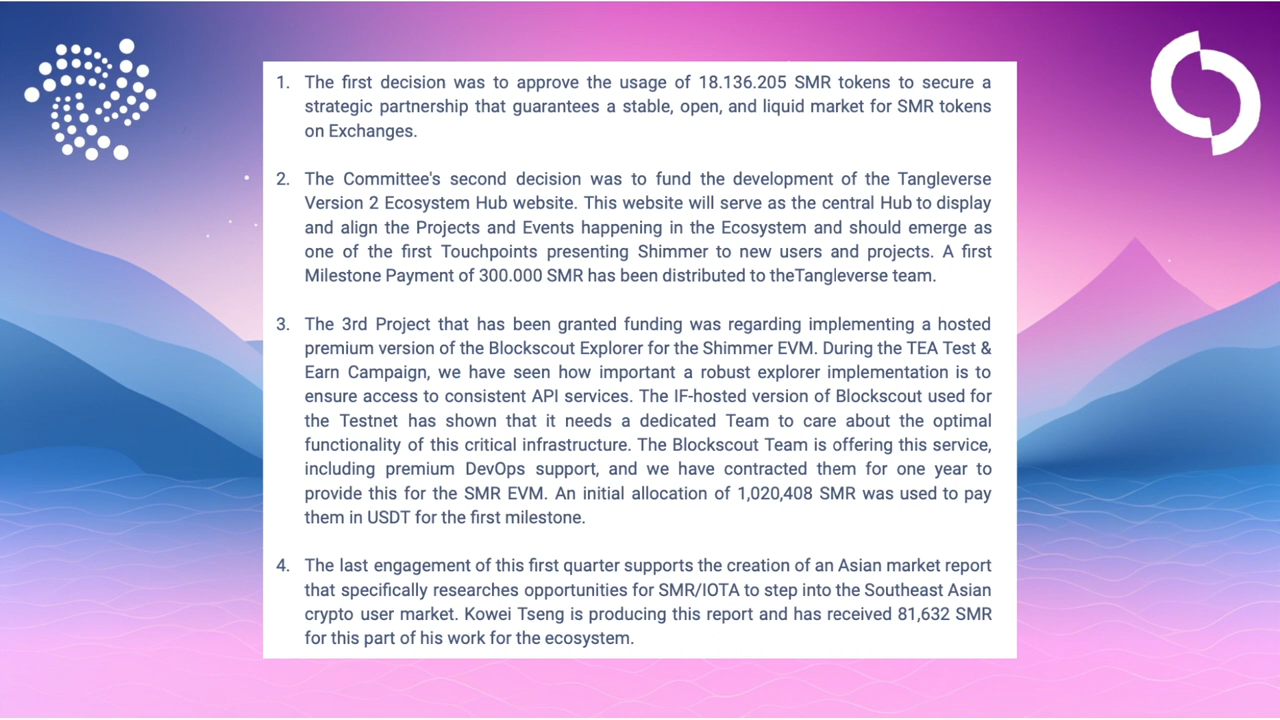 1. The first decision was to approve the usage of 18.136.205 SMR tokens to secure a
strategic partnership that guarantees a stable, open, and liquid market for SMR tokens
on Exchanges.
2. The Committee's second decision was to fund the development of the Tangleverse
Version 2 Ecosystem Hub website. This website will serve as the central Hub to display
and align the Projects and Events happening in the Ecosystem and should emerge as
one of the first Touchpoints presenting Shimmer to new users and projects. A first
Milestone Payment of 300.000 SMR has been distributed to theTangleverse team.
3. The 3rd Project that has been granted funding was regarding implementing a hosted
premium version of the Blockscout Explorer for the Shimmer EVM. During the TEA Test &
Earn Campaign, we have seen how important a robust explorer implementation is to
ensure access to consistent API services. The IF-hosted version of Blockscout used for
the Testnet has shown that it needs a dedicated Team to care about the optimal
functionality of this critical infrastructure. The Blockscout Team is offering this service,
including premium DevOps support, and we have contracted them for one year to
provide this for the SMR EVM. An initial allocation of 1,020,408 SMR was used to pay
them in USDT for the first milestone.
4. The last engagement of this first quarter supports the creation of an Asian market report
that specifically researches opportunities for SMR/IOTA to step into the Southeast Asian
crypto user market. Kowei Tseng is producing this report and has received 81,632 SMR
for this part of his work for the ecosystem.